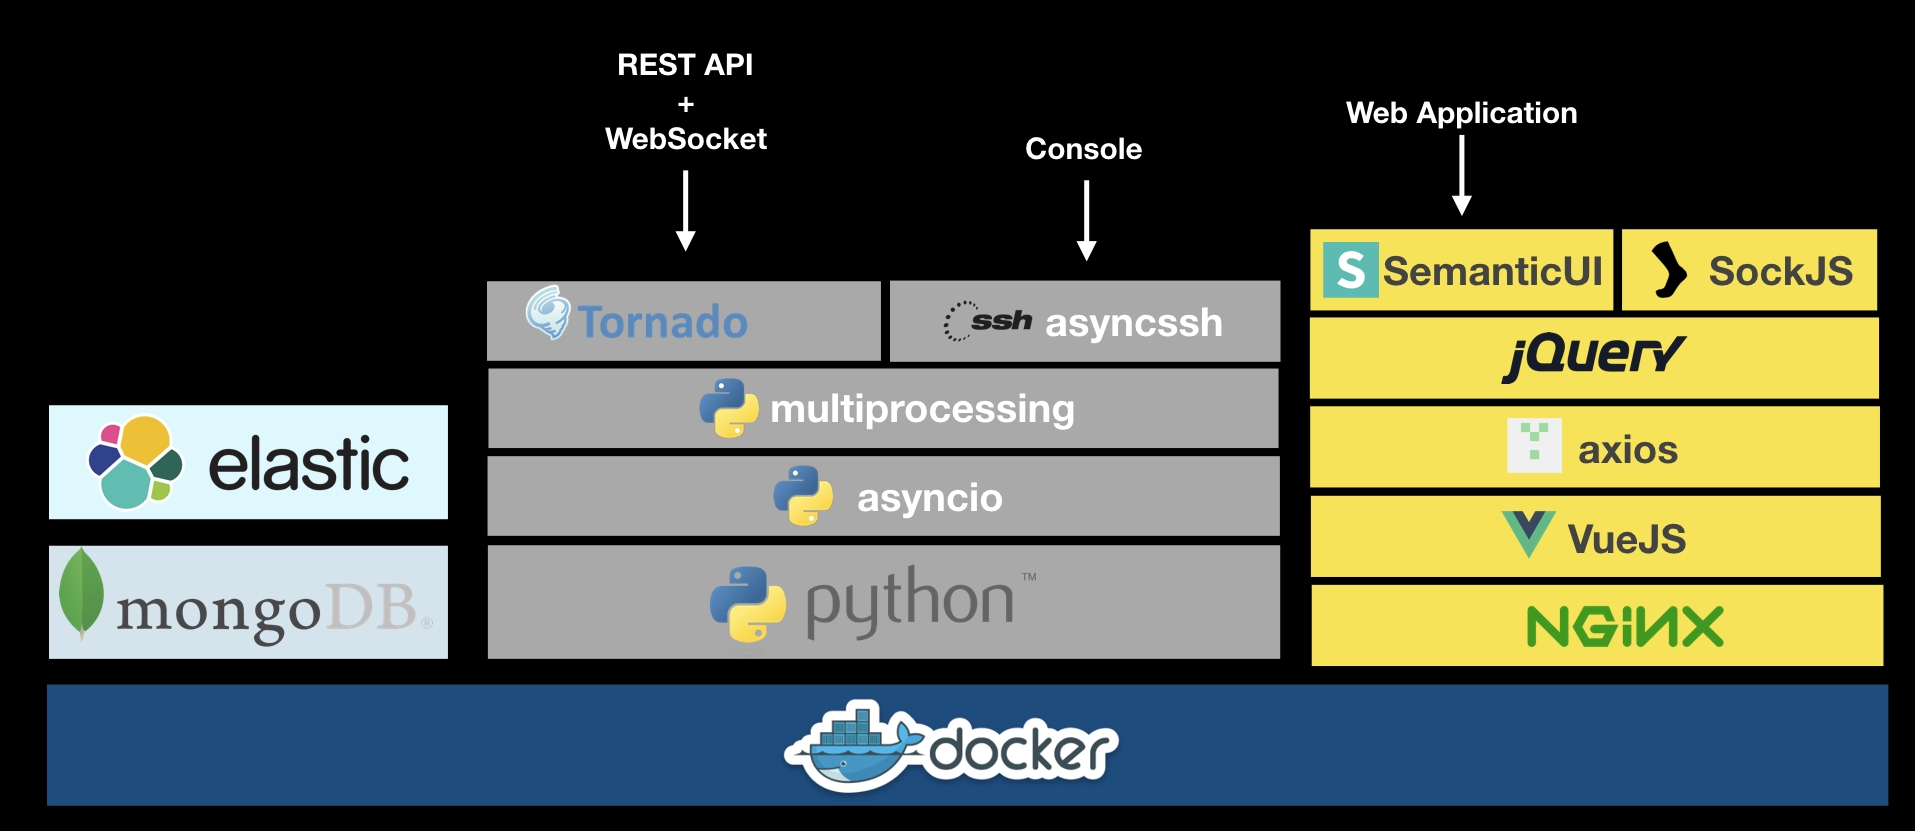 REST API
+
WebSocket
Console
Web Application
Tornado
ssh asyncssh
multiprocessing
asyncio
python™
elastic
mongoDB®
S SemanticUI
SockJS
jQuery
axios
VueJS
NGiNX
docker